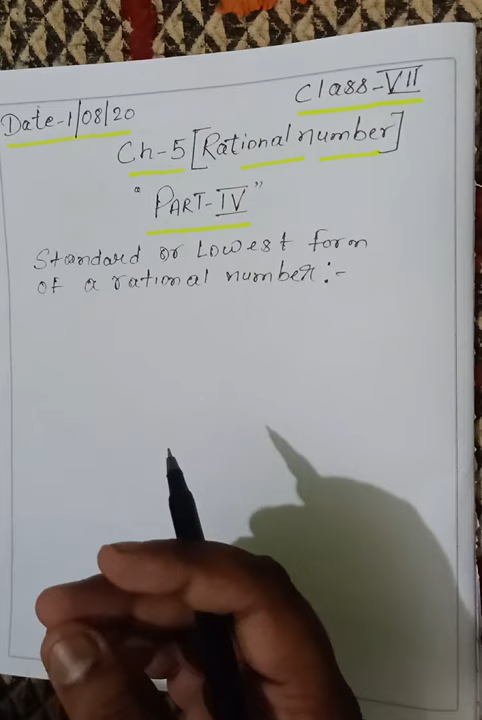 Class-VII
Date-1/08/20
Ch-5 [Rational number]
"PART-IV"
Standard or Lowest form
of a rational number:-